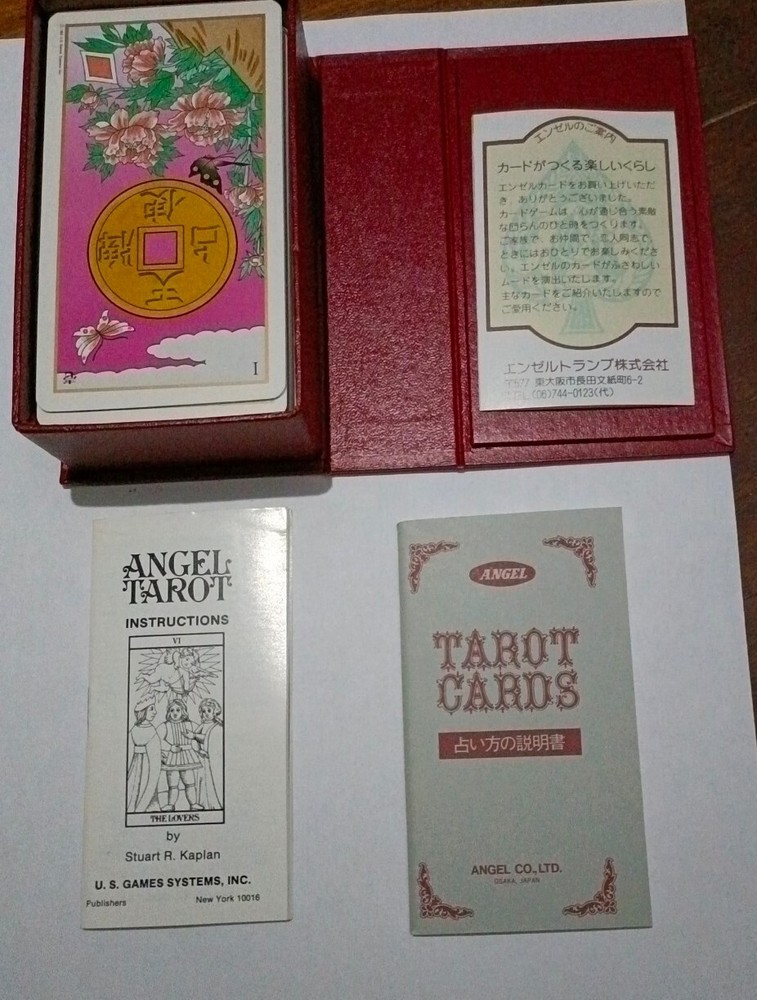 I
エンゼルのご案内
カードがつくる楽しいくらし
エンゼルカードをお買い上げいただ
き、ありがとうございました。
カードゲームは、心が通じ合う素敵
な団らんのひと時をつくります。
ご家族で、お仲間で、恋人同志で、
ときにはおひとりでお楽しみくださ
い。エンゼルのカードがふさわしい
ムードを演出いたします。
主なカードをご紹介いたしますので
ご愛用ください。
エンゼルトランプ株式会社
〒577 東大阪市長田文紙町6-2
TEL (06)744-0123(代)
ANGEL
TAROT
INSTRUCTIONS
VI
THE LOVERS
by
Stuart R. Kaplan
U. S. GAMES SYSTEMS, INC.
Publishers New York 10016
ANGEL
TAROT
CARDS
占い方の説明書
ANGEL CO., LTD.
OSAKA, JAPAN